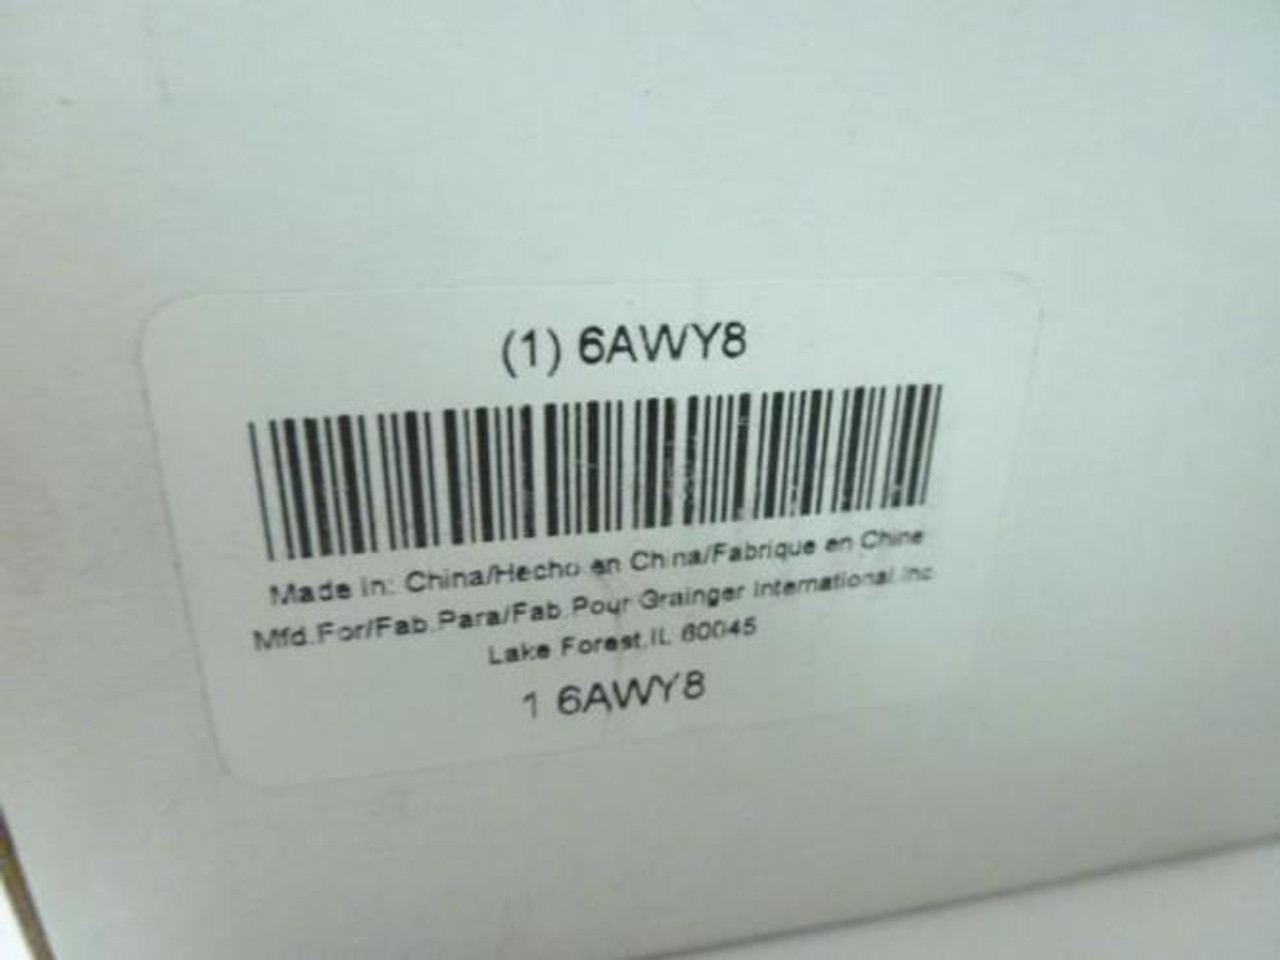 (1) 6AWY8
Made in: China/Hecho en China/Fabrique en Chine
Mfd.For/Fab.Para/Fab.Pour Grainger International Inc
Lake Forest,IL 60045
1 6AWY8